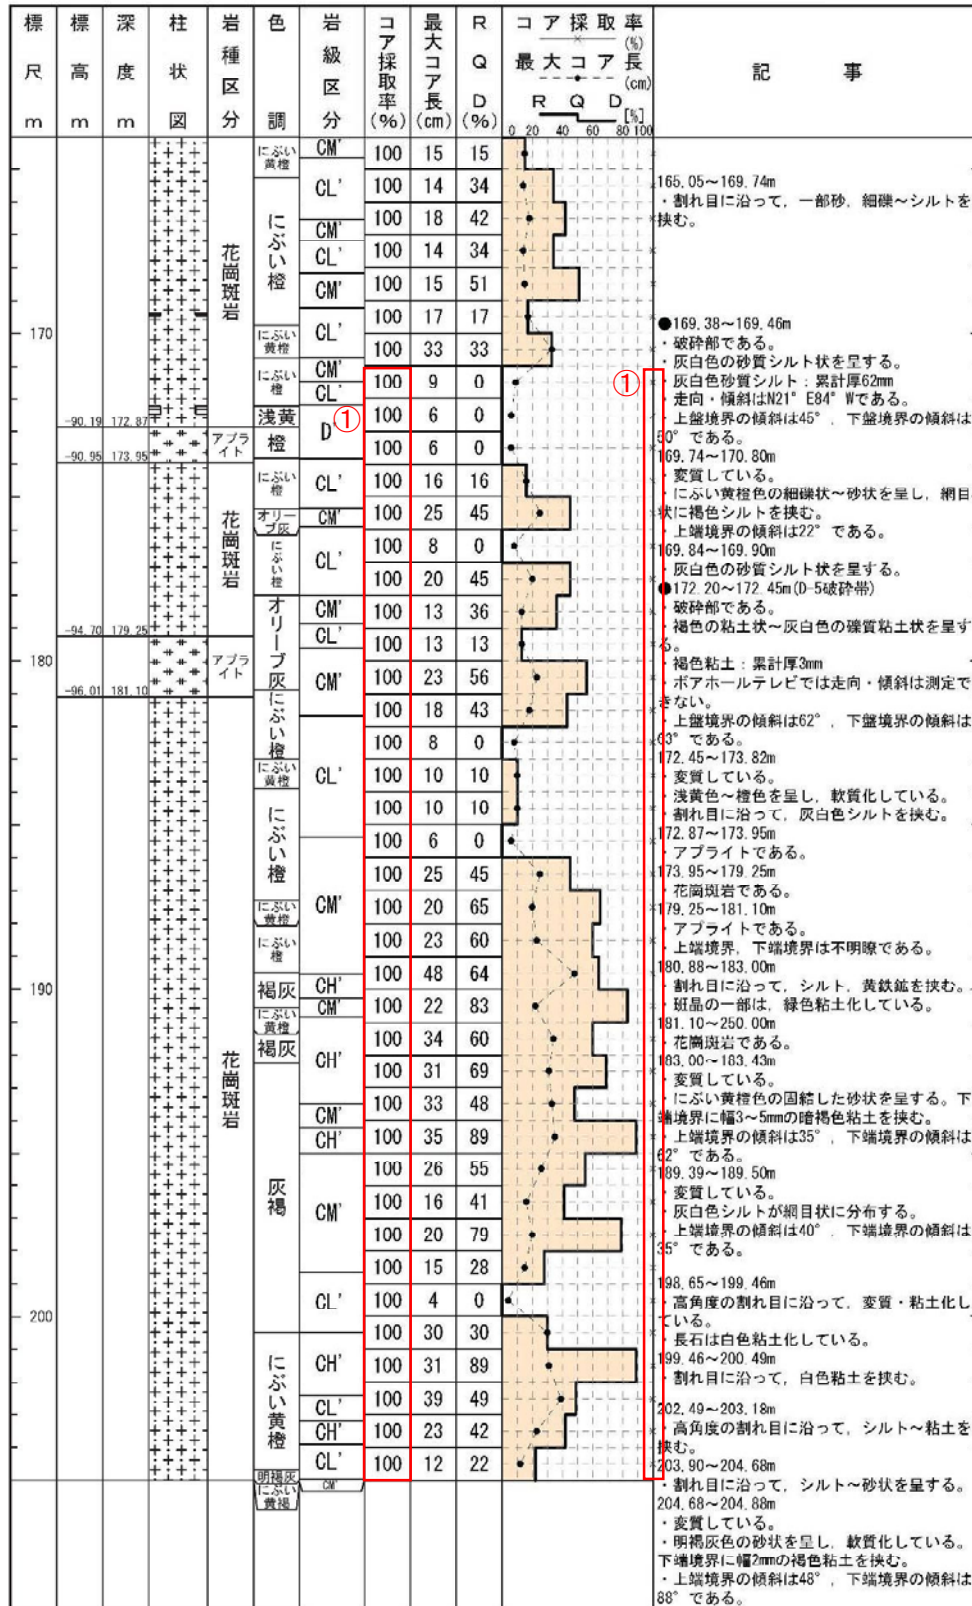 標尺m
標高m
深度m
柱状図
岩種区分
色調
岩級区分
コア採取率(%)
最大コア長(cm)
RQD(%)
コア採取率(%)
最大コア長(cm)
RQD[%]
0 20 40 60 80 100
記事
170
180
190
200
-90.19 172.87
-90.95 173.95
-94.70 179.25
-96.01 181.10
花崗斑岩
アプライト
花崗斑岩
アプライト
花崗斑岩
にぶい黄橙
にぶい橙
にぶい黄橙
にぶい橙
浅黄
橙
にぶい橙
オリーブ灰
にぶい橙
オリーブ灰
にぶい橙
にぶい黄橙
にぶい橙
にぶい黄橙
にぶい橙
褐灰
にぶい黄橙
褐灰
灰褐
にぶい黄橙
明褐灰
にぶい黄褐
CM'
CL'
CM'
CL'
CM'
CL'
CM'
CL'
D'
CL'
CM'
CL'
CM'
CL'
CM'
CL'
CM'
CH'
CM'
CH'
CM'
CH'
CM'
CL'
CH'
CL'
CH'
CL'
CM'
①
①
100 15 15
100 14 34
100 18 42
100 14 34
100 15 51
100 17 17
100 33 33
100 9 0
100 6 0
100 6 0
100 16 16
100 25 45
100 8 0
100 20 45
100 13 36
100 13 13
100 23 56
100 18 43
100 8 0
100 10 10
100 10 10
100 6 0
100 25 45
100 20 65
100 23 60
100 48 64
100 22 83
100 34 60
100 31 69
100 33 48
100 35 89
100 26 55
100 16 41
100 20 79
100 15 28
100 4 0
100 30 30
100 31 89
100 39 49
100 23 42
100 12 22
165.05～169.74m
・割れ目に沿って，一部砂，細礫～シルトを
挟む。
●169.38～169.46m
・破砕部である。
・灰白色の砂質シルト状を呈する。
・灰白色砂質シルト：累計厚62mm
・走向・傾斜はN21°E84°Wである。
・上盤境界の傾斜は45°，下盤境界の傾斜は
50°である。
169.74～170.80m
・変質している。
・にぶい黄橙色の細礫状～砂状を呈し，網目
状に褐色シルトを挟む。
・上端境界の傾斜は22°である。
169.84～169.90m
・灰白色の砂質シルト状を呈する。
●172.20～172.45m(D-5破砕帯)
・破砕部である。
・褐色の粘土状～灰白色の礫質粘土状を呈す
る。
・褐色粘土：累計厚3mm
・ボアホールテレビでは走向・傾斜は測定で
きない。
・上盤境界の傾斜は62°，下盤境界の傾斜は
63°である。
172.45～173.82m
・変質している。
・浅黄色～橙色を呈し，軟質化している。
・割れ目に沿って，灰白色シルトを挟む。
172.87～173.95m
・アプライトである。
173.95～179.25m
・花崗斑岩である。
179.25～181.10m
・アプライトである。
・上端境界，下端境界は不明瞭である。
180.88～183.00m
・割れ目に沿って，シルト，黄鉄鉱を挟む。
・斑晶の一部は，緑色粘土化している。
181.10～250.00m
・花崗斑岩である。
183.00～183.43m
・変質している。
・にぶい黄橙色の固結した砂状を呈する。下
端境界に幅3～5mmの暗褐色粘土を挟む。
・上端境界の傾斜は35°，下端境界の傾斜は
62°である。
189.39～189.50m
・変質している。
・灰白色シルトが網目状に分布する。
・上端境界の傾斜は40°，下端境界の傾斜は
35°である。
198.65～199.46m
・高角度の割れ目に沿って，変質・粘土化し
ている。
・長石は白色粘土化している。
199.46～200.49m
・割れ目に沿って，白色粘土を挟む。
202.49～203.18m
・高角度の割れ目に沿って，シルト～粘土を
挟む。
203.90～204.68m
・割れ目に沿って，シルト～砂状を呈する。
204.68～204.88m
・変質している。
・明褐灰色の砂状を呈し，軟質化している。
下端境界に幅2mmの褐色粘土を挟む。
・上端境界の傾斜は48°，下端境界の傾斜は
88°である。